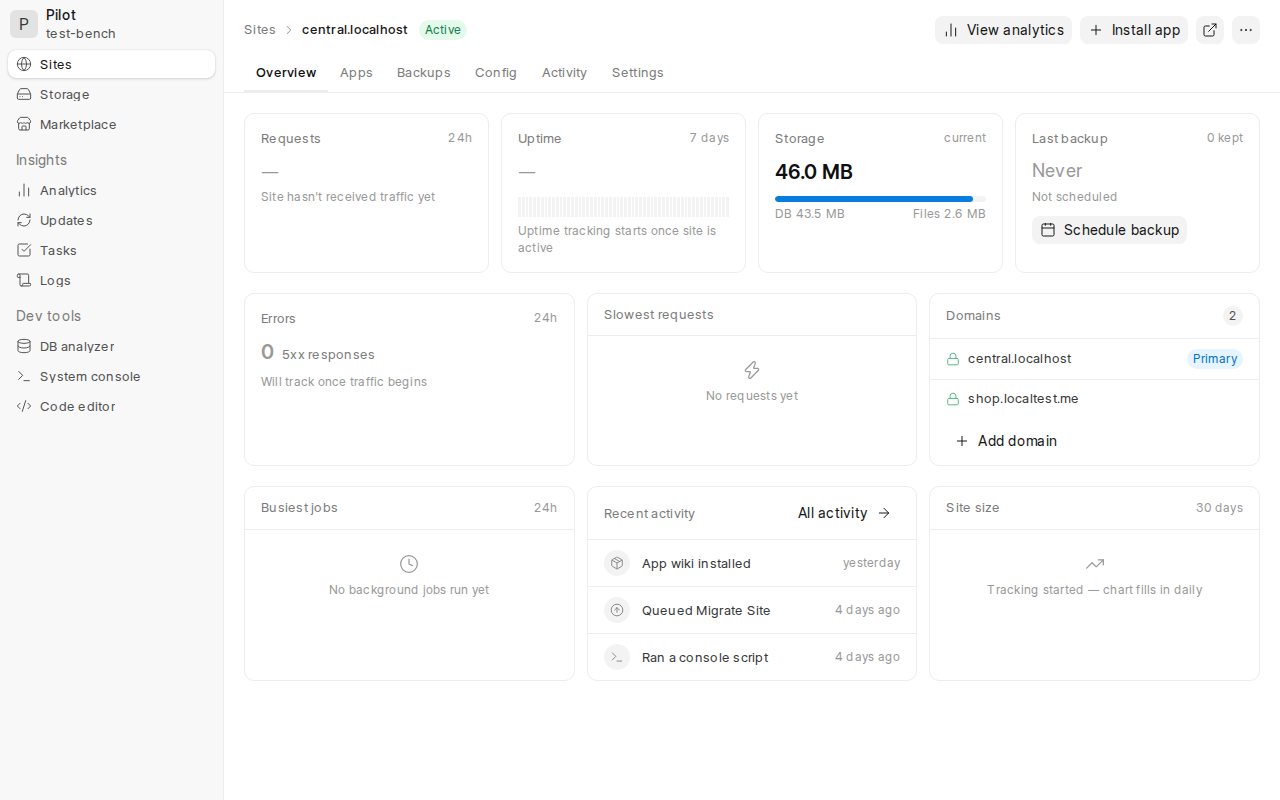 P
Pilot
test-bench
Sites
Storage
Marketplace
Insights
Analytics
Updates
Tasks
Logs
Dev tools
DB analyzer
System console
Code editor
Sites
central.localhost
Active
View analytics
Install app
Overview
Apps
Backups
Config
Activity
Settings
Requests
24h
—
Site hasn't received traffic yet
Uptime
7 days
—
Uptime tracking starts once site is
active
Storage
current
46.0 MB
DB 43.5 MB
Files 2.6 MB
Last backup
0 kept
Never
Not scheduled
Schedule backup
Errors
24h
0 5xx responses
Will track once traffic begins
Slowest requests
No requests yet
Domains
2
central.localhost
Primary
shop.localtest.me
Add domain
Busiest jobs
24h
No background jobs run yet
Recent activity
All activity
App wiki installed
yesterday
Queued Migrate Site
4 days ago
Ran a console script
4 days ago
Site size
30 days
Tracking started — chart fills in daily